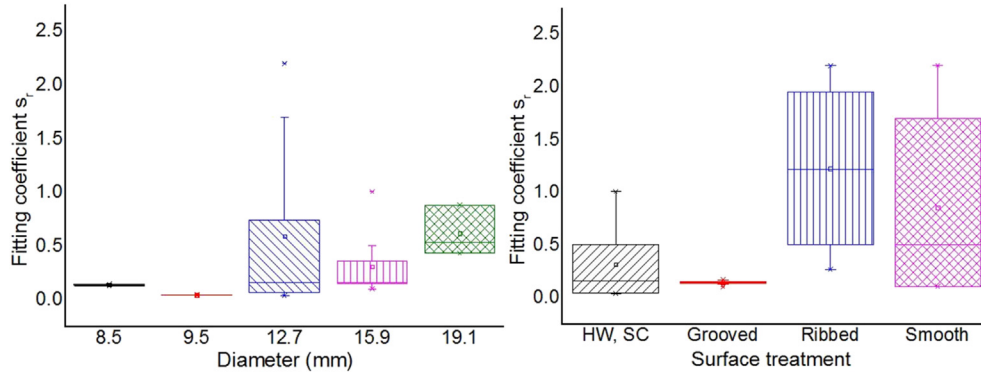 Fitting coefficient sr
2.5
2.0
1.5
1.0
0.5
0.0
8.5 9.5 12.7 15.9 19.1
Diameter (mm)
Fitting coefficient sr
2.5
2.0
1.5
1.0
0.5
0.0
HW, SC Grooved Ribbed Smooth
Surface treatment